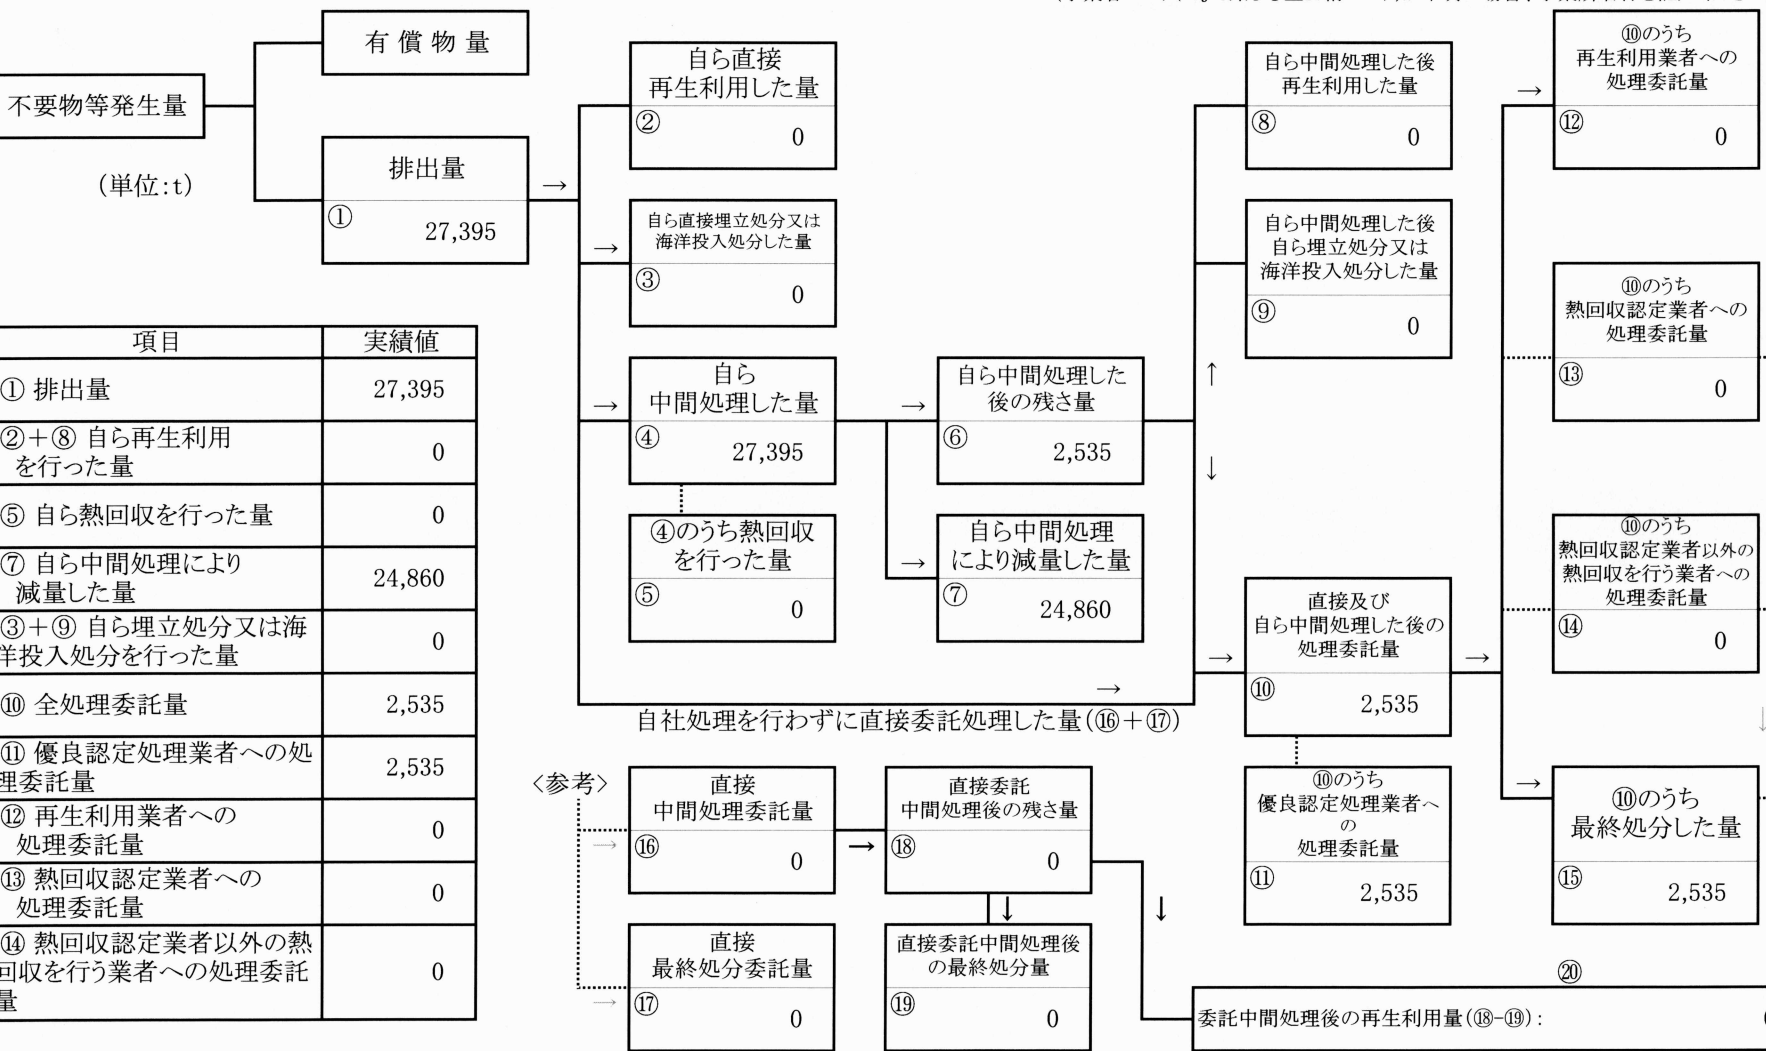 有償物量
不要物等発生量
(単位:t)
排出量
①
27,395
自ら直接
再生利用した量
②
0
自ら直接埋立処分又は
海洋投入処分した量
③
0
自ら
中間処理した量
④
27,395
④のうち熱回収
を行った量
⑤
0
自ら中間処理した
後の残さ量
⑥
2,535
自ら中間処理
により減量した量
⑦
24,860
自ら中間処理した後
再生利用した量
⑧
0
自ら中間処理した後
自ら埋立処分又は
海洋投入処分した量
⑨
0
直接及び
自ら中間処理した後の
処理委託量
⑩
2,535
⑩のうち
優良認定処理業者へ
の
処理委託量
⑪
2,535
⑩のうち
再生利用業者への
処理委託量
⑫
0
⑩のうち
熱回収認定業者への
処理委託量
⑬
0
⑩のうち
熱回収認定業者以外の
熱回収を行う業者への
処理委託量
⑭
0
⑩のうち
最終処分した量
⑮
2,535
自社処理を行わずに直接委託処理した量(⑯+⑰)
〈参考〉
直接
中間処理委託量
⑯
0
直接
最終処分委託量
⑰
0
直接委託
中間処理後の残さ量
⑱
0
直接委託中間処理後
の最終処分量
⑲
0
⑳
委託中間処理後の再生利用量(⑱-⑲):
項目 実績値
① 排出量 27,395
②+⑧ 自ら再生利用
を行った量 0
⑤ 自ら熱回収を行った量 0
⑦ 自ら中間処理により
減量した量 24,860
③+⑨ 自ら埋立処分又は海
洋投入処分を行った量 0
⑩ 全処理委託量 2,535
⑪ 優良認定処理業者への処
理委託量 2,535
⑫ 再生利用業者への
処理委託量 0
⑬ 熱回収認定業者への
処理委託量 0
⑭ 熱回収認定業者以外の熱
回収を行う業者への処理委託
量 0